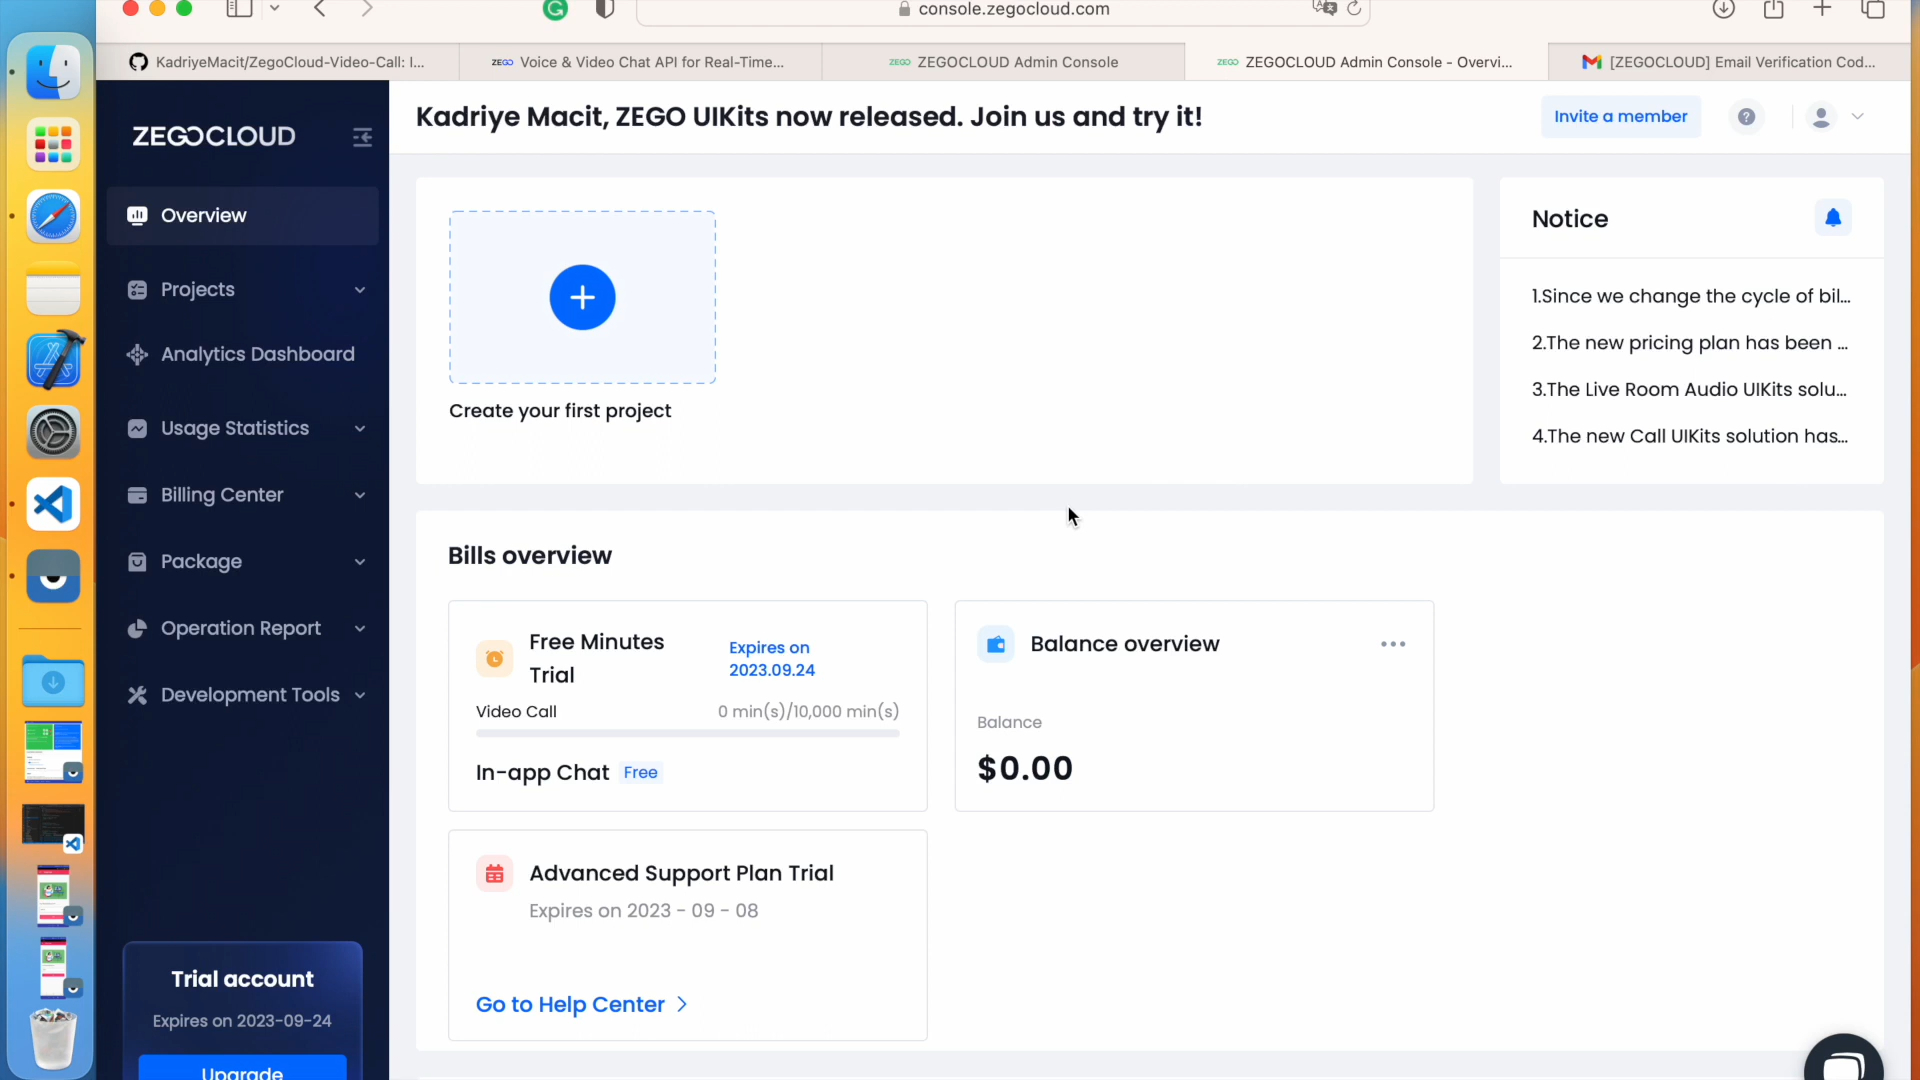 console.zegocloud.com
KadriyeMacit/ZegoCloud-Video-Call: I...
ZEGO Voice & Video Chat API for Real-Time...
ZEGO ZEGOCLOUD Admin Console
ZEGO ZEGOCLOUD Admin Console - Overvi...
[ZEGOCLOUD] Email Verification Cod...
ZEGOCLOUD
Kadriye Macit, ZEGO UIKits now released. Join us and try it!
Invite a member
Overview
Projects
Analytics Dashboard
Usage Statistics
Billing Center
Package
Operation Report
Development Tools
Trial account
Expires on 2023-09-24
Upgrade
Create your first project
Notice
1.Since we change the cycle of bil...
2.The new pricing plan has been ...
3.The Live Room Audio UIKits solu...
4.The new Call UIKits solution has...
Bills overview
Free Minutes
Trial
Expires on
2023.09.24
Video Call
0 min(s)/10,000 min(s)
In-app Chat Free
Balance overview
Balance
$0.00
Advanced Support Plan Trial
Expires on 2023 - 09 - 08
Go to Help Center